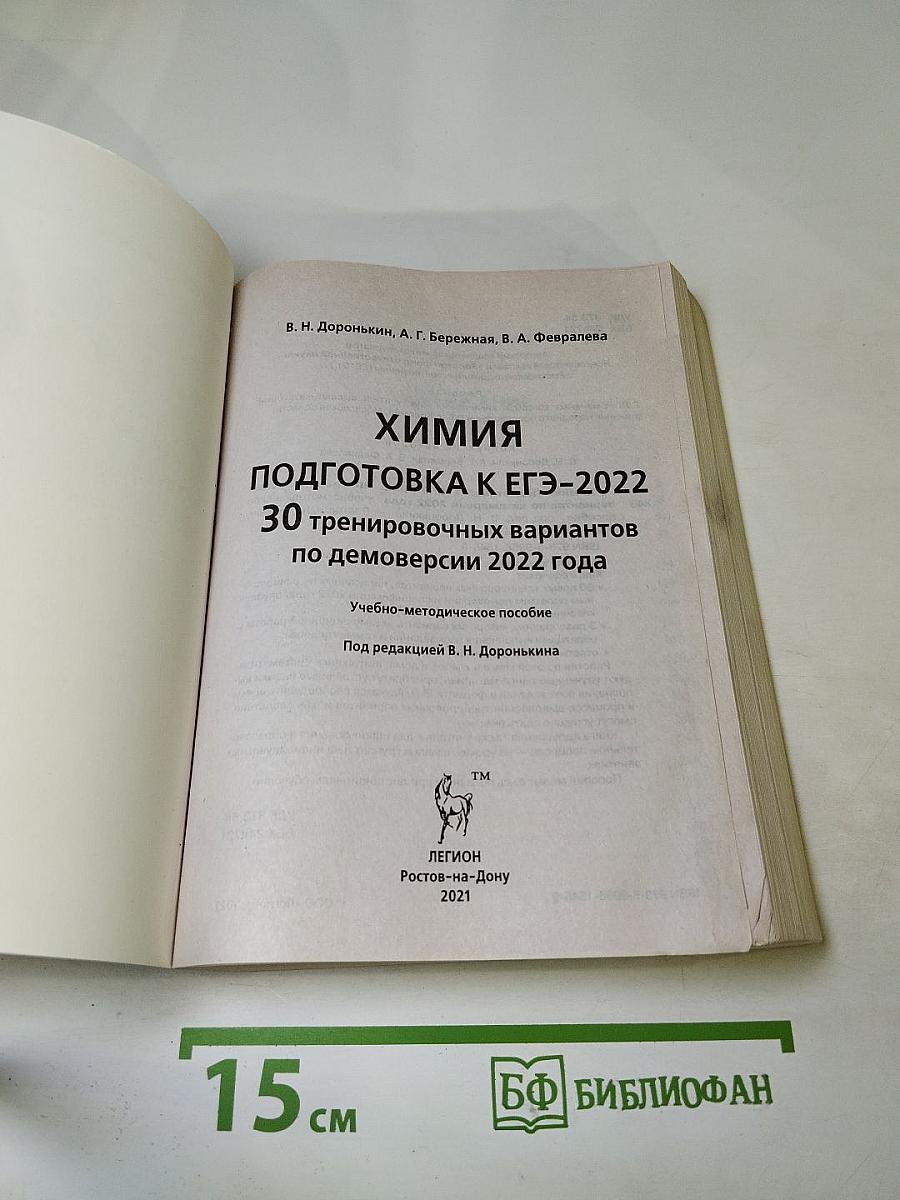 В. Н. Доронькин, А. Г. Бережная, В. А. Февралева
ХИМИЯ
ПОДГОТОВКА К ЕГЭ–2022
30 тренировочных вариантов
по демоверсии 2022 года
Учебно–методическое пособие
Под редакцией В. Н. Доронькина
TM
ЛЕГИОН
Ростов–на–Дону
2021
15 см
БФ БИБЛИОФАН